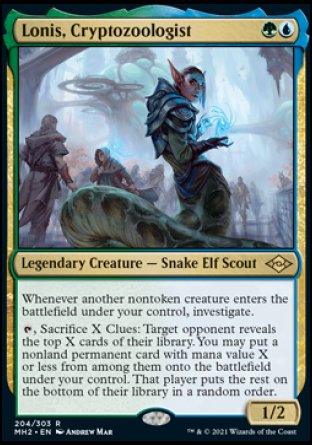 Lonis, Cryptozoologist
Legendary Creature — Snake Elf Scout
Whenever another nontoken creature enters the
battlefield under your control, investigate.
, Sacrifice X Clues: Target opponent reveals
the top X cards of their library. You may put a
nonland permanent card with mana value X
or less from among them onto the battlefield
under your control. That player puts the rest on
the bottom of their library in a random order.
1/2
204/303 R
MH2 • EN Andrew Mar
™ & © 2021 Wizards of the Coast